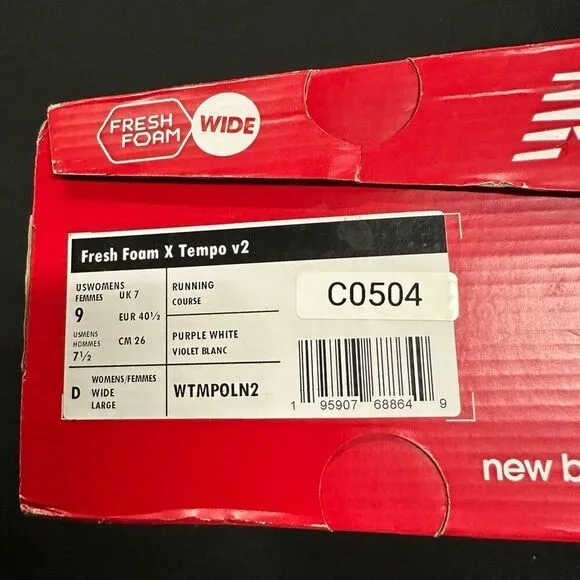 FRESH
FOAM
WIDE
Fresh Foam X Tempo v2
USWOMENS
FEMMES
9
UK 7
EUR 40½
USMENS
HOMMES
7½
CM 26
RUNNING
COURSE
PURPLE WHITE
VIOLET BLANC
C0504
D
WOMENS/FEMMES
WIDE
LARGE
WTMPOLN2
1 95907 68864 9
new b